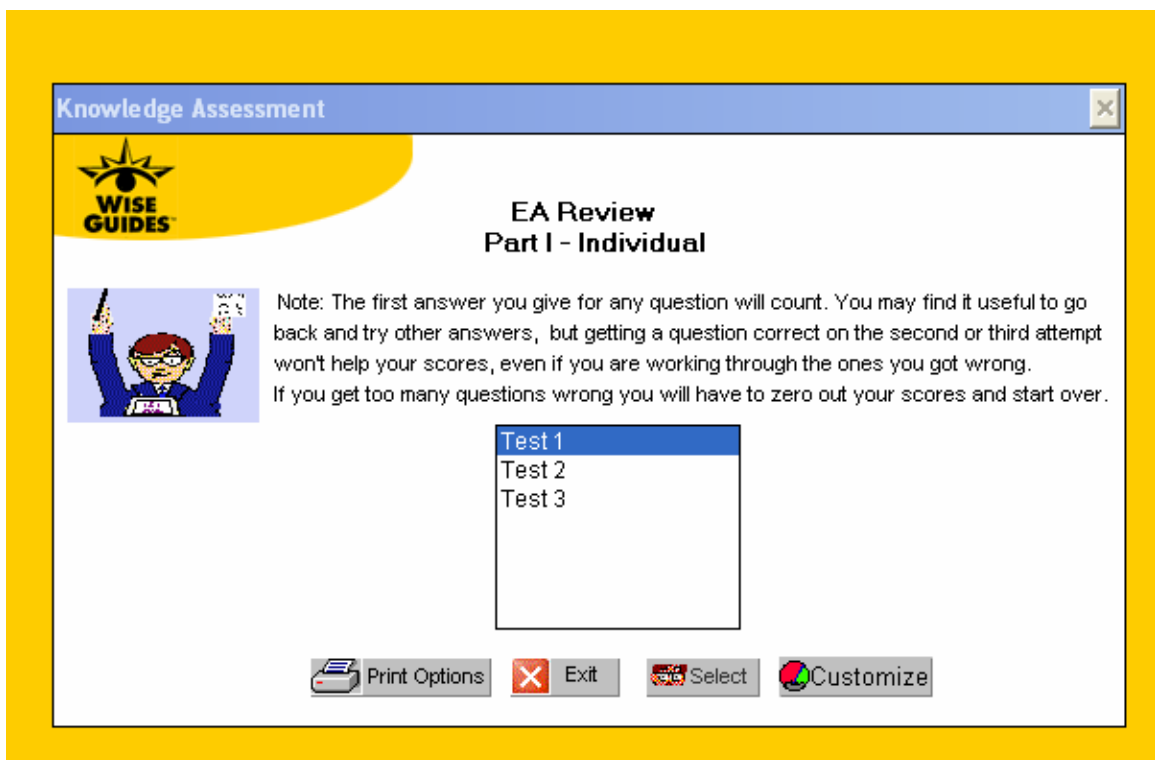 Knowledge Assessment
WISE
GUIDES
EA Review
Part I - Individual
Note: The first answer you give for any question will count. You may find it useful to go
back and try other answers, but getting a question correct on the second or third attempt
won't help your scores, even if you are working through the ones you got wrong.
If you get too many questions wrong you will have to zero out your scores and start over.
Test 1
Test 2
Test 3
Print Options Exit Select Customize